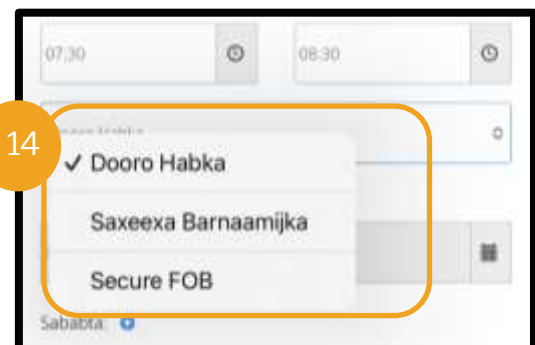 07:30 08:30
14
✓ Dooro Habka
Saxeexa Barnaamijka
Secure FOB
Sababta: